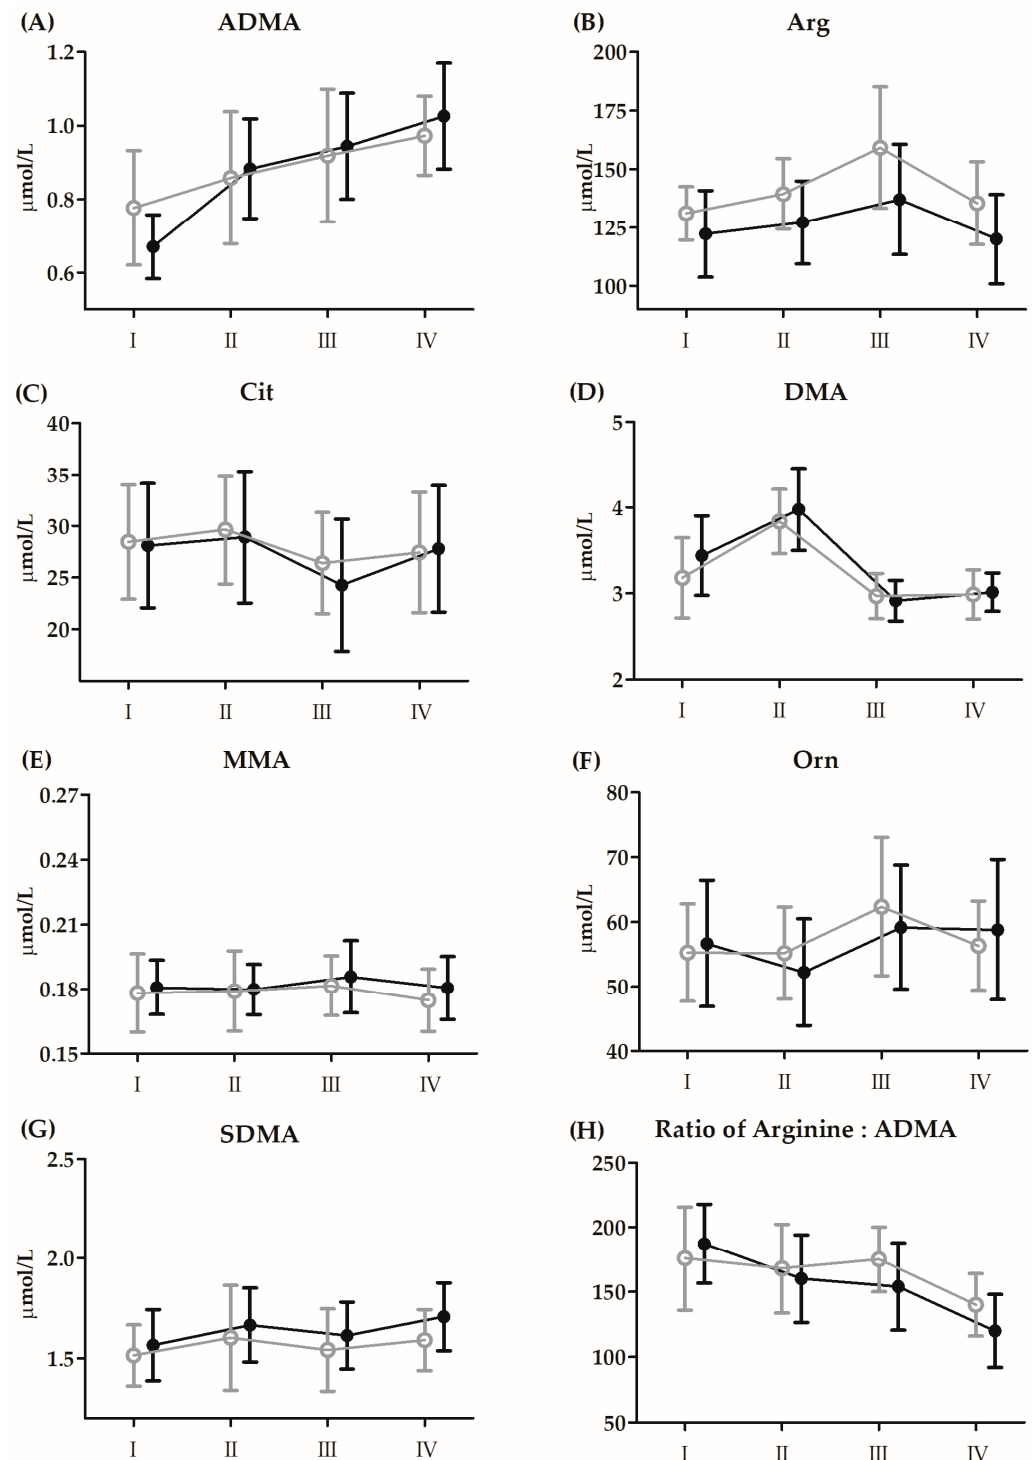 (A) ADMA
1.2
1.0
0.8
0.6
µmol/L
I II III IV
(B) Arg
200
175
150
125
100
µmol/L
I II III IV
(C) Cit
40
35
30
25
20
µmol/L
I II III IV
(D) DMA
5
4
3
2
µmol/L
I II III IV
(E) MMA
0.27
0.24
0.21
0.18
0.15
µmol/L
I II III IV
(F) Orn
80
70
60
50
40
µmol/L
I II III IV
(G) SDMA
2.5
2.0
1.5
µmol/L
I II III IV
(H) Ratio of Arginine : ADMA
250
200
150
100
50
I II III IV